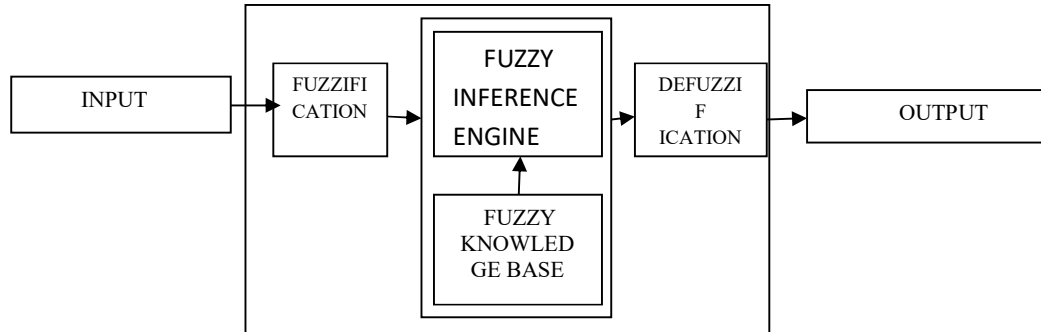 INPUT
FUZZIFI
CATION
FUZZY
INFERENCE
ENGINE
FUZZY
KNOWLED
GE BASE
DEFUZZI
F
ICATION
OUTPUT